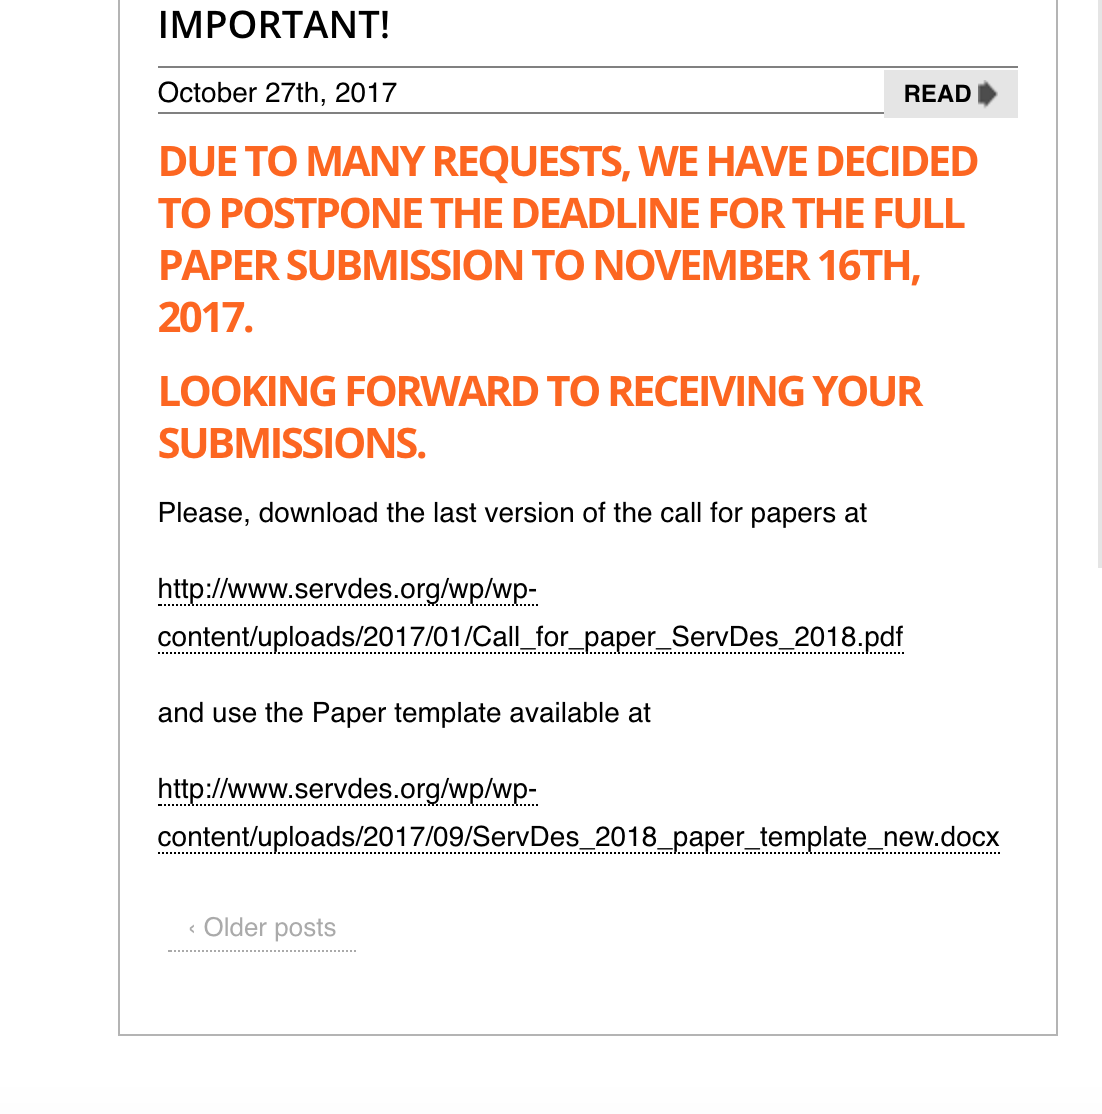 IMPORTANT!
October 27th, 2017
READ
DUE TO MANY REQUESTS, WE HAVE DECIDED
TO POSTPONE THE DEADLINE FOR THE FULL
PAPER SUBMISSION TO NOVEMBER 16TH,
2017.
LOOKING FORWARD TO RECEIVING YOUR
SUBMISSIONS.
Please, download the last version of the call for papers at
http://www.servdes.org/wp/wp-
content/uploads/2017/01/Call_for_paper_ServDes_2018.pdf
and use the Paper template available at
http://www.servdes.org/wp/wp-
content/uploads/2017/09/ServDes_2018_paper_template_new.docx
‹ Older posts